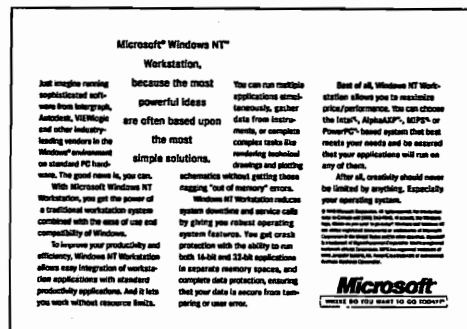 Microsoft® Windows NT™
Workstation,
because the most
powerful ideas
are often based upon
the most
simple solutions.
Just imagine running
sophisticated soft-
ware from Intergraph,
Autodesk, VIEWlogic
and other industry-
leading vendors in the
Windows® environment
on standard PC hard-
ware. The good news is, you can.
With Microsoft Windows NT
Workstation, you get the power of
a traditional workstation system
combined with the ease of use and
compatibility of Windows.
To improve your productivity and
efficiency, Windows NT Workstation
allows easy integration of worksta-
tion applications with standard
productivity applications. And it lets
you work without resource limits.
You can run multiple
applications simul-
taneously, gather
data from instru-
ments, or complete
complex tasks like
rendering technical
drawings and plotting
schematics without getting those
nagging "out of memory" errors.
Windows NT Workstation reduces
system downtime and service calls
by giving you robust operating
system features. You get crash
protection with the ability to run
both 16-bit and 32-bit applications
in separate memory spaces, and
complete data protection, ensuring
that your data is secure from tam-
pering or user error.
Best of all, Windows NT Work-
station allows you to maximize
price/performance. You can choose
the Intel®, AlphaAXP™, MIPS® or
PowerPC™ based system that best
meets your needs and be assured
that your applications will run on
any of them.
After all, creativity should never
be limited by anything. Especially
your operating system.
Microsoft
WHERE DO YOU WANT TO GO TODAY?™